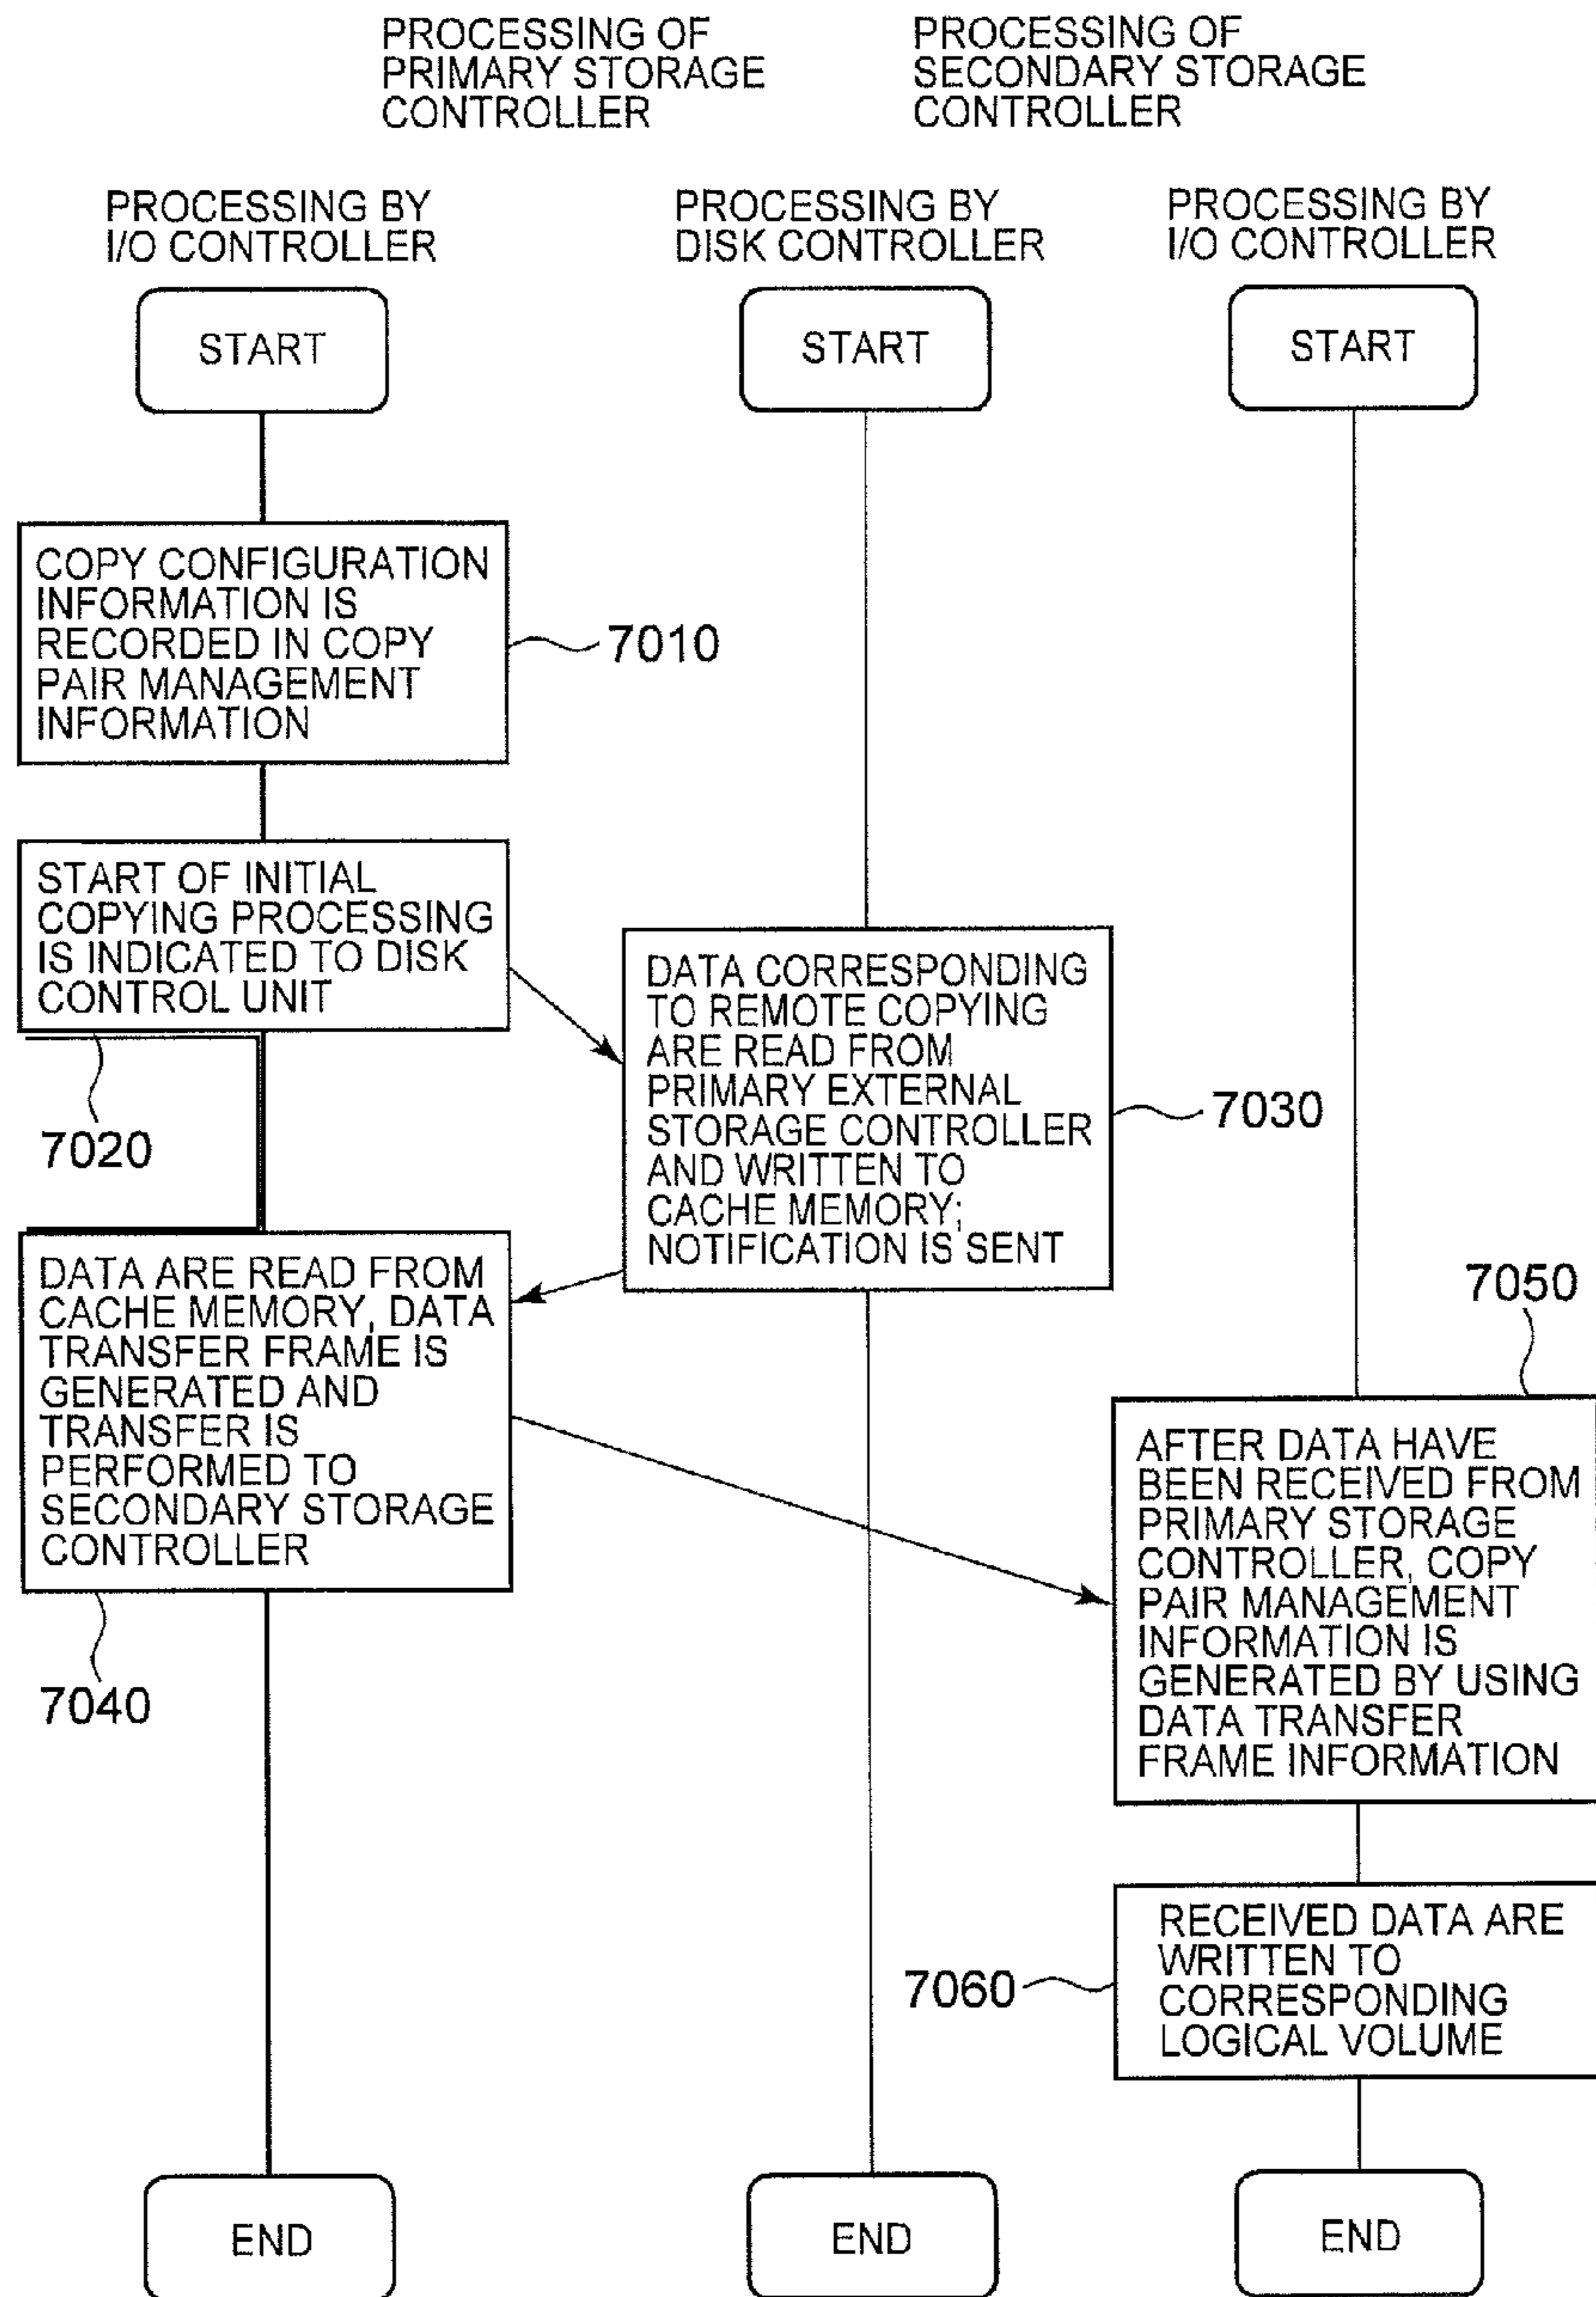 PROCESSING OF
PRIMARY STORAGE
CONTROLLER
PROCESSING OF
SECONDARY STORAGE
CONTROLLER
PROCESSING BY
I/O CONTROLLER
PROCESSING BY
DISK CONTROLLER
PROCESSING BY
I/O CONTROLLER
START
START
START
COPY CONFIGURATION
INFORMATION IS
RECORDED IN COPY
PAIR MANAGEMENT
INFORMATION
7010
START OF INITIAL
COPYING PROCESSING
IS INDICATED TO DISK
CONTROL UNIT
7020
DATA CORRESPONDING
TO REMOTE COPYING
ARE READ FROM
PRIMARY EXTERNAL
STORAGE CONTROLLER
AND WRITTEN TO
CACHE MEMORY;
NOTIFICATION IS SENT
7030
DATA ARE READ FROM
CACHE MEMORY, DATA
TRANSFER FRAME IS
GENERATED AND
TRANSFER IS
PERFORMED TO
SECONDARY STORAGE
CONTROLLER
7040
7050
AFTER DATA HAVE
BEEN RECEIVED FROM
PRIMARY STORAGE
CONTROLLER, COPY
PAIR MANAGEMENT
INFORMATION IS
GENERATED BY USING
DATA TRANSFER
FRAME INFORMATION
RECEIVED DATA ARE
WRITTEN TO
CORRESPONDING
LOGICAL VOLUME
7060
END
END
END